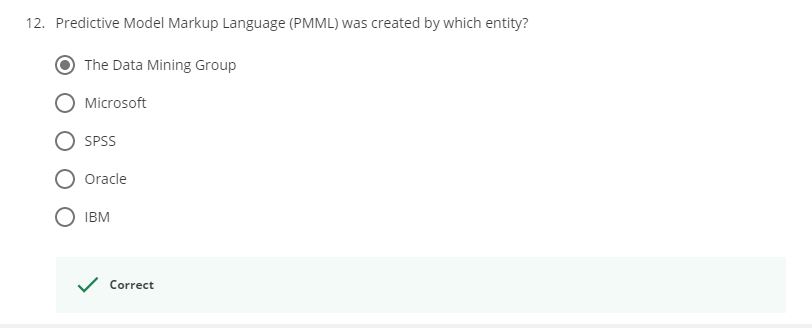 12. Predictive Model Markup Language (PMML) was created by which entity?
The Data Mining Group
Microsoft
SPSS
Oracle
IBM
Correct